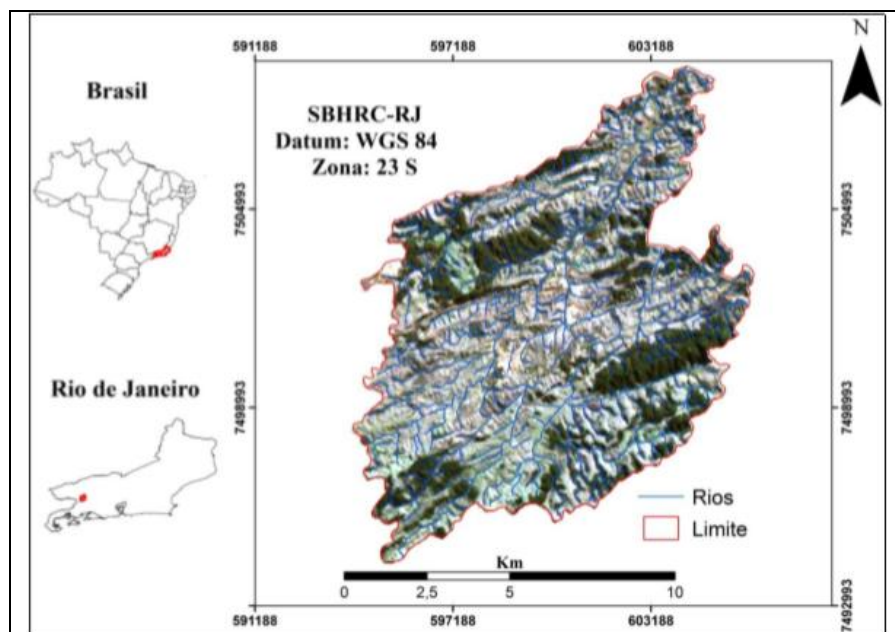 591188 597188 603188
N
Brasil
SBHRC-RJ
Datum: WGS 84
Zona: 23 S
7504993 7504993
Rio de Janeiro
7498993 7498993
Rios
Limite
Km
0 2,5 5 10
7492993
591188 597188 603188